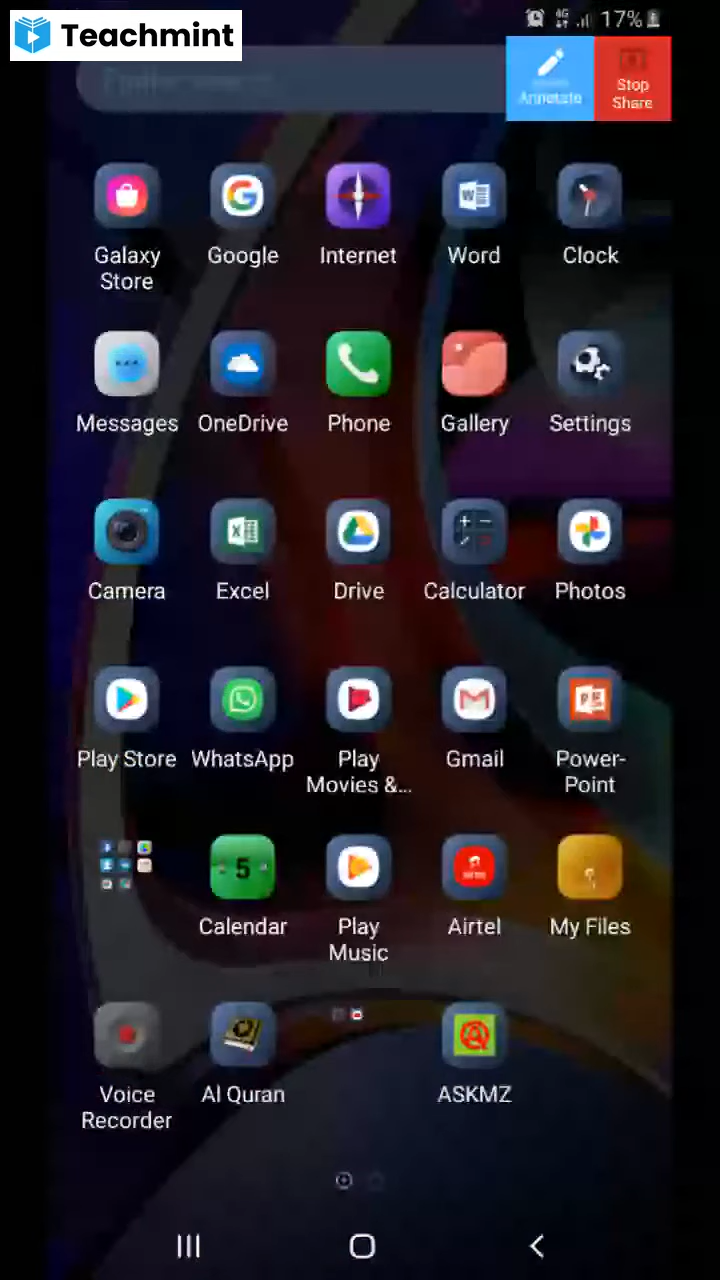 Teachmint
4G
17%
Annotate
Stop
Share
Galaxy
Store
Google
Internet
Word
Clock
Messages
OneDrive
Phone
Gallery
Settings
Camera
Excel
Drive
Calculator
Photos
Play Store
WhatsApp
Play
Movies &...
Gmail
Power-
Point
5
Calendar
Play
Music
Airtel
My Files
Voice
Recorder
Al Quran
ASKMZ